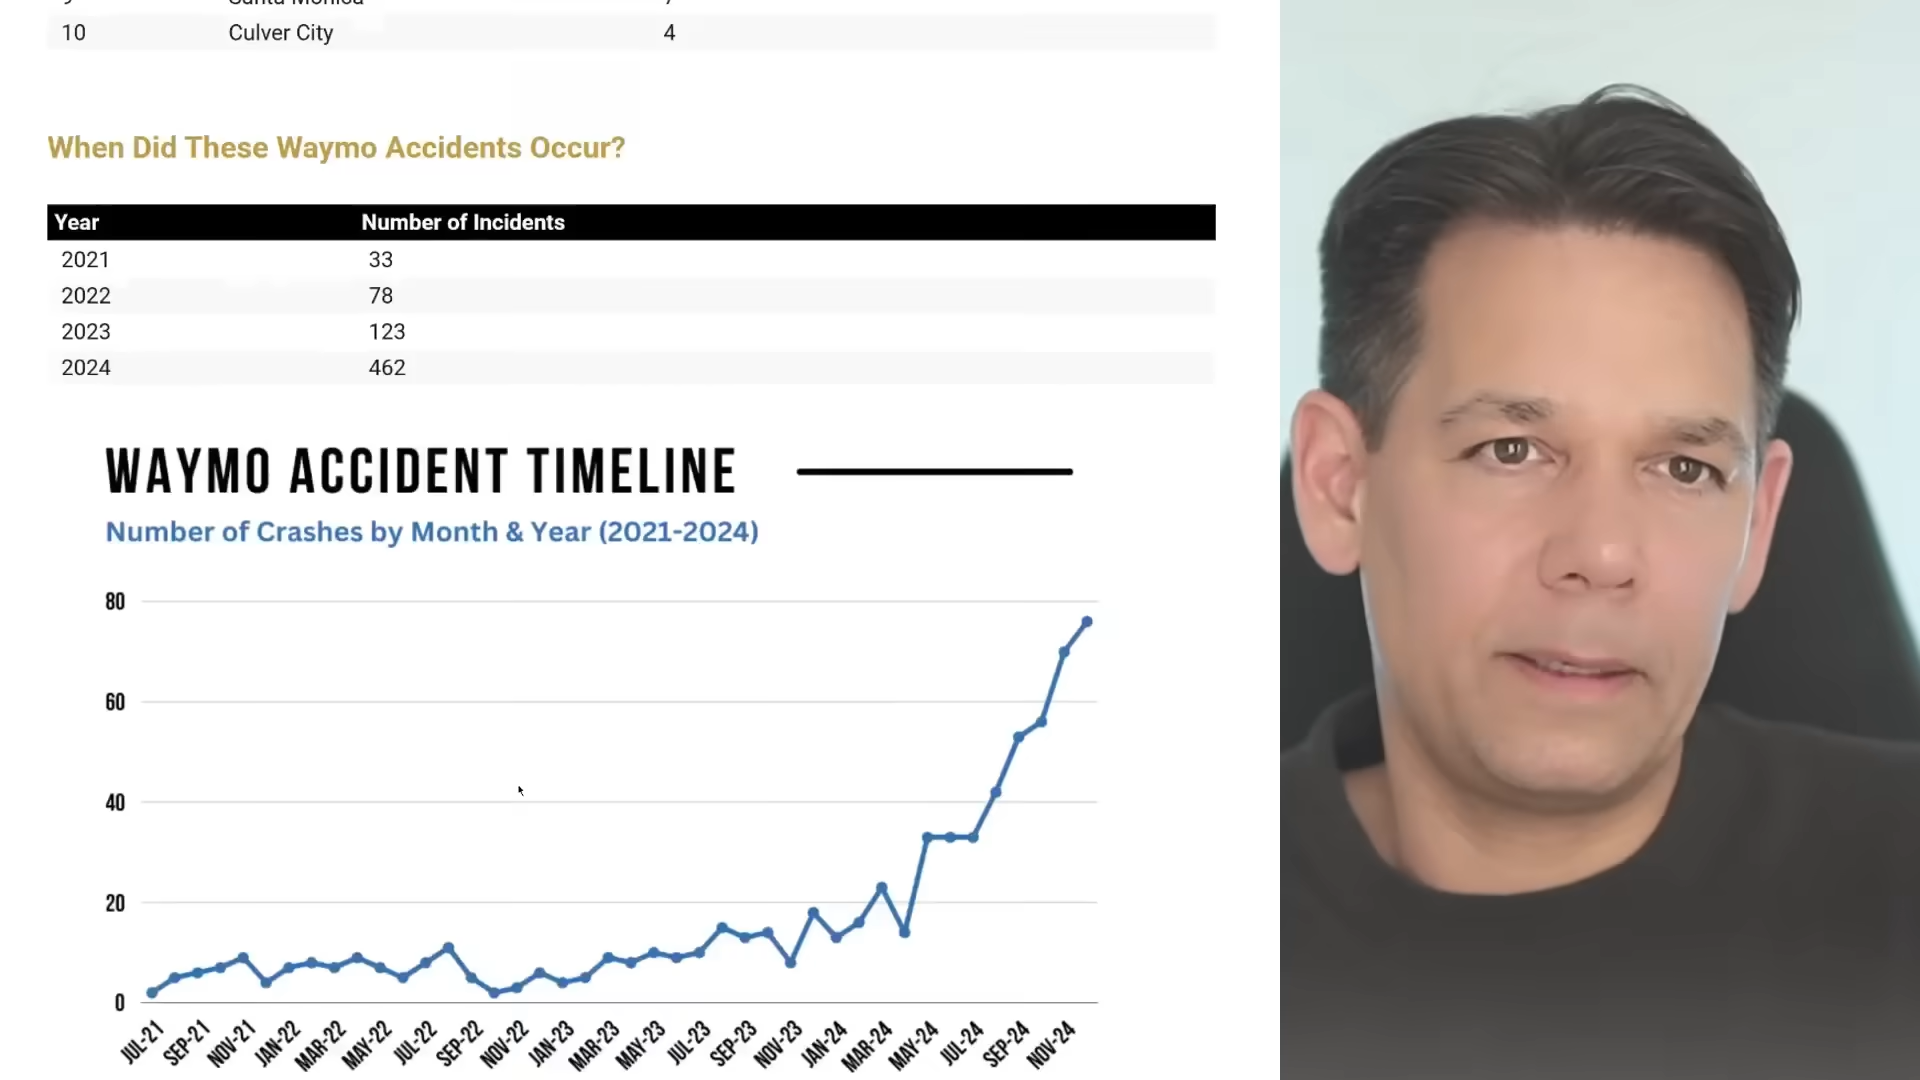 10 Culver City 4
When Did These Waymo Accidents Occur?
Year Number of Incidents
2021 33
2022 78
2023 123
2024 462
WAYMO ACCIDENT TIMELINE
Number of Crashes by Month & Year (2021-2024)
80
60
40
20
0
JUL-21 SEP-21 NOV-21 JAN-22 MAR-22 MAY-22 JUL-22 SEP-22 NOV-22 JAN-23 MAR-23 MAY-23 JUL-23 SEP-23 NOV-23 JAN-24 MAR-24 MAY-24 JUL-24 SEP-24 NOV-24